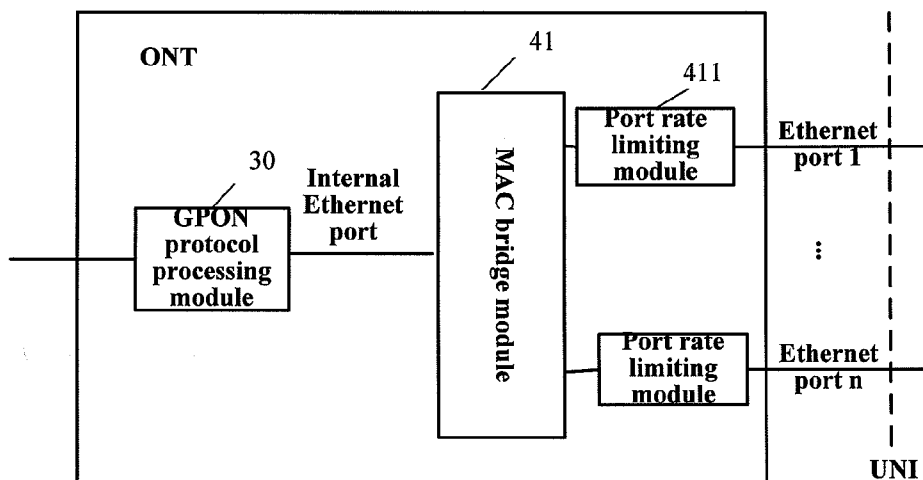 ONT
41
411
Port rate
limiting
module
Ethernet
port 1
30
Internal
Ethernet
port
GPON
protocol
processing
module
MAC bridge module
...
Port rate
limiting
module
Ethernet
port n
UNI